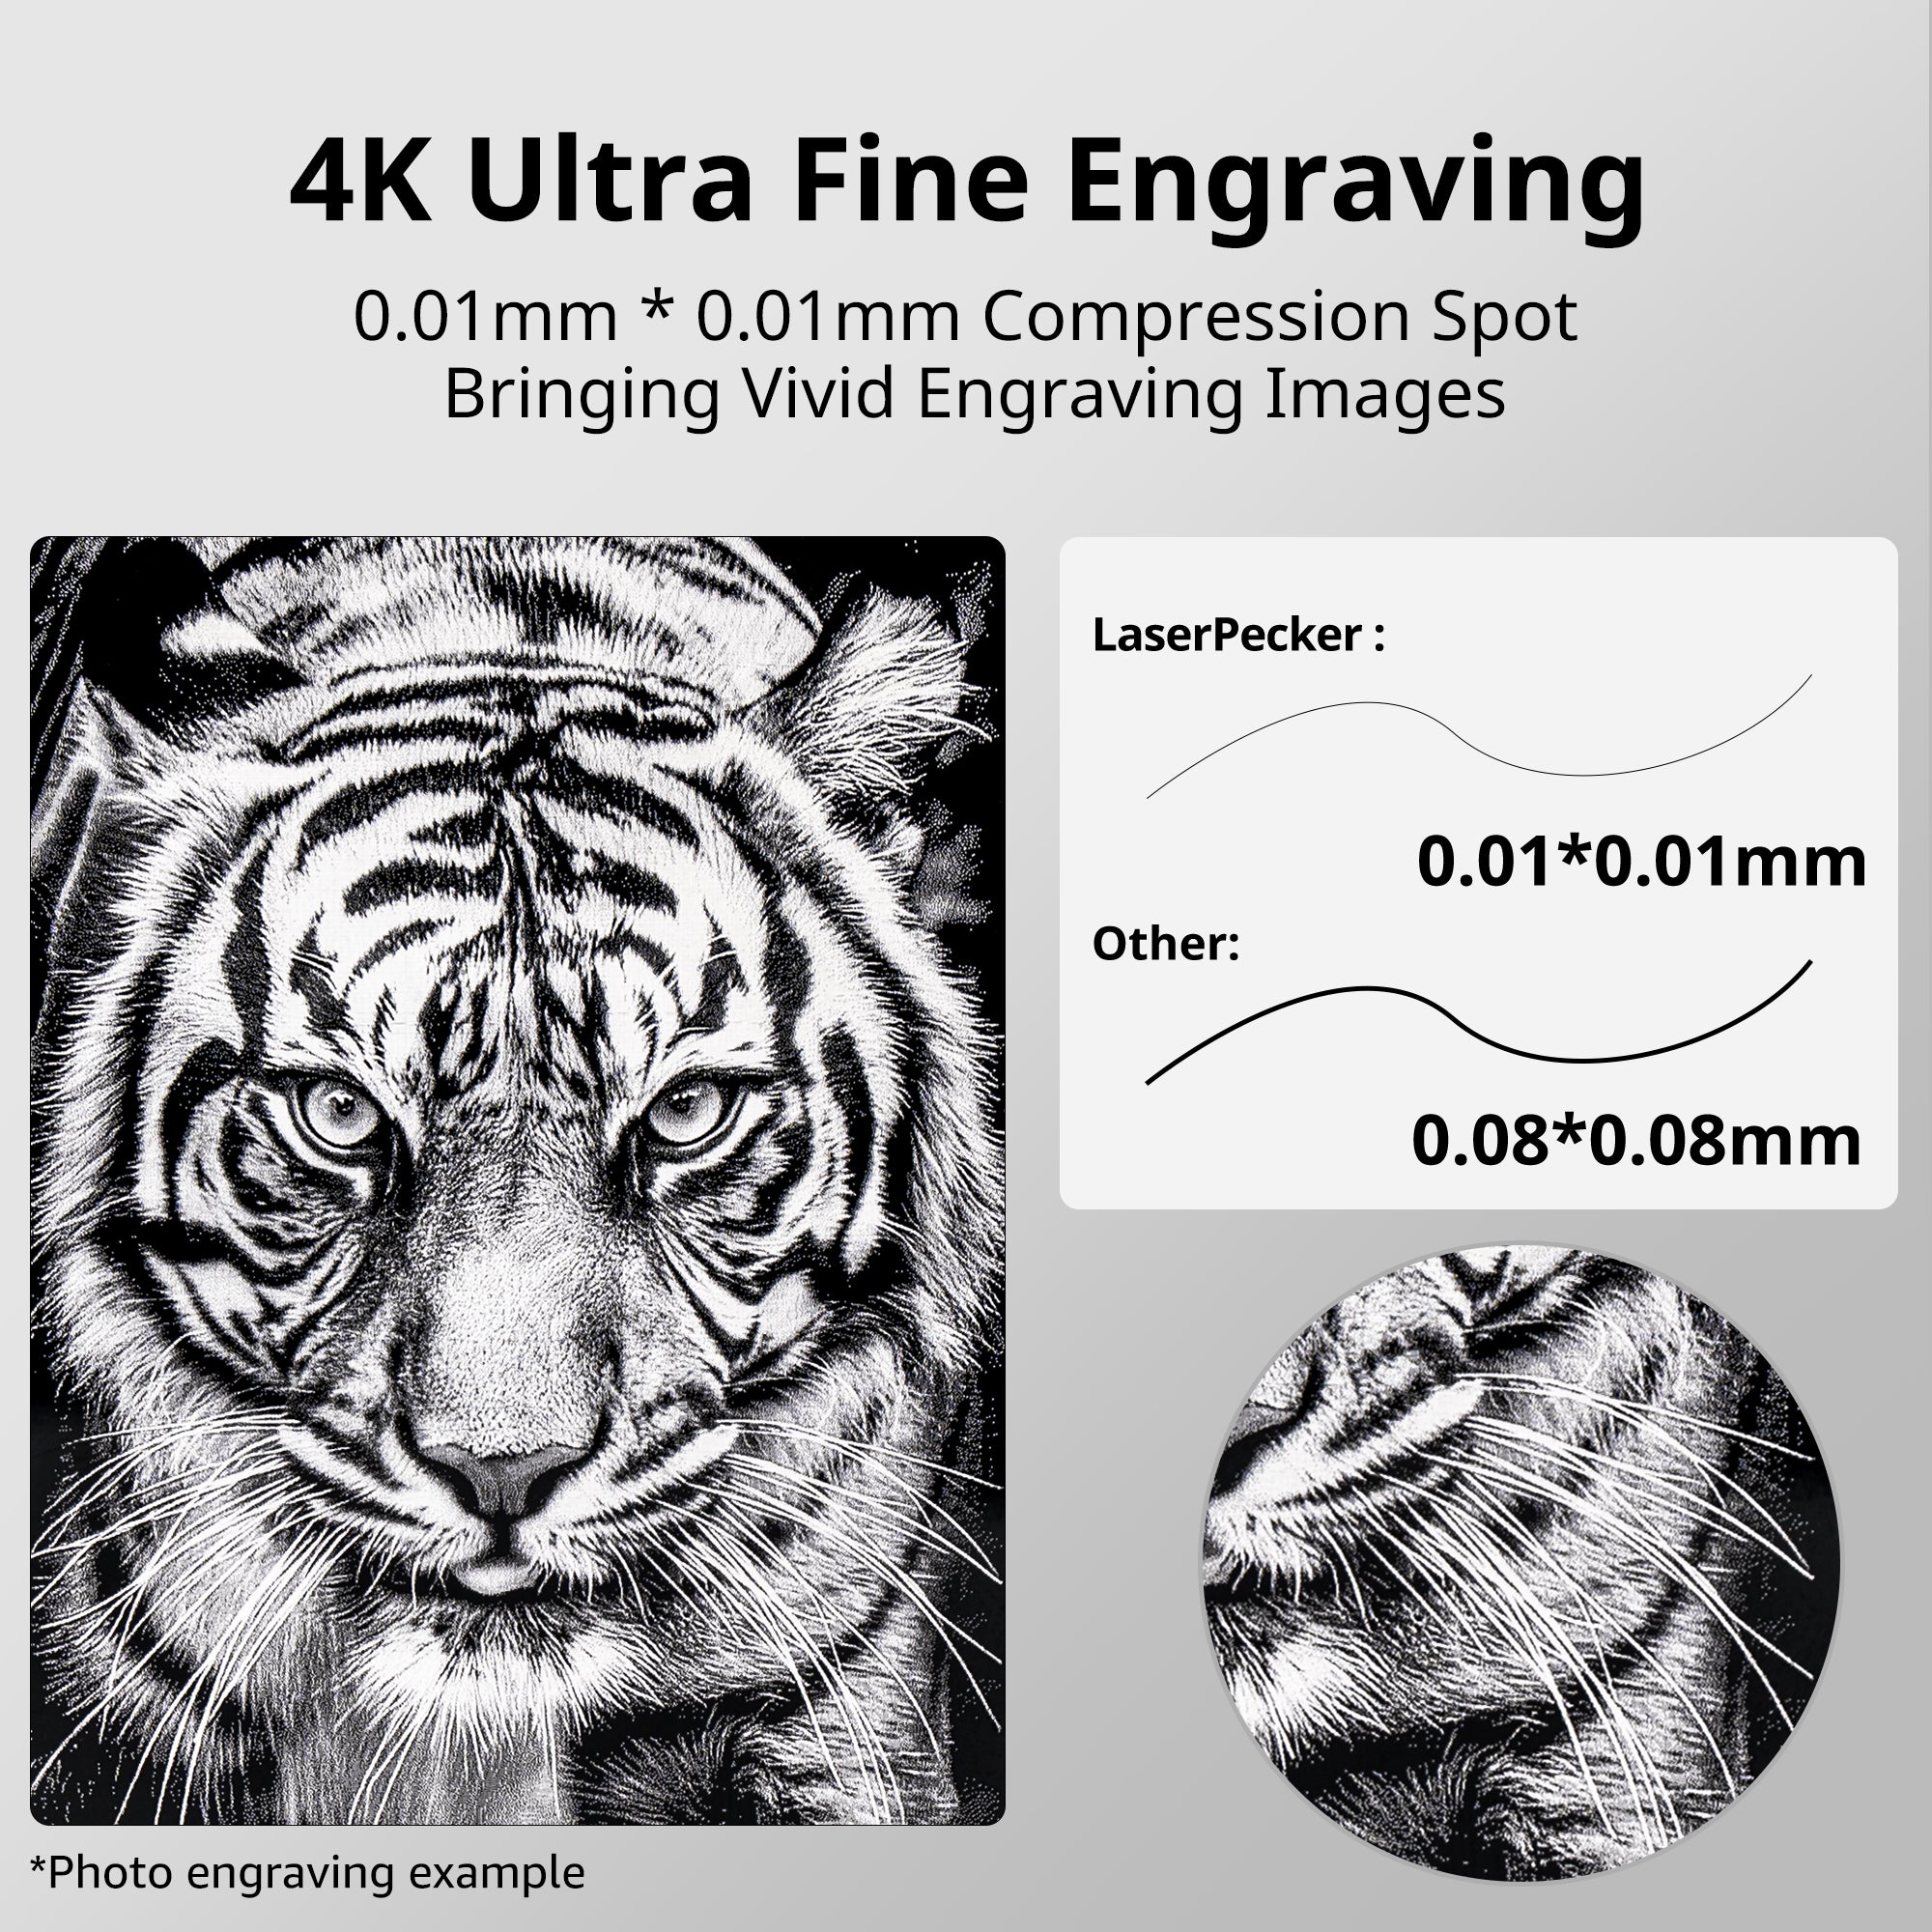 4K Ultra Fine Engraving
0.01mm * 0.01mm Compression Spot
Bringing Vivid Engraving Images
LaserPecker :
0.01*0.01mm
Other:
0.08*0.08mm
*Photo engraving example